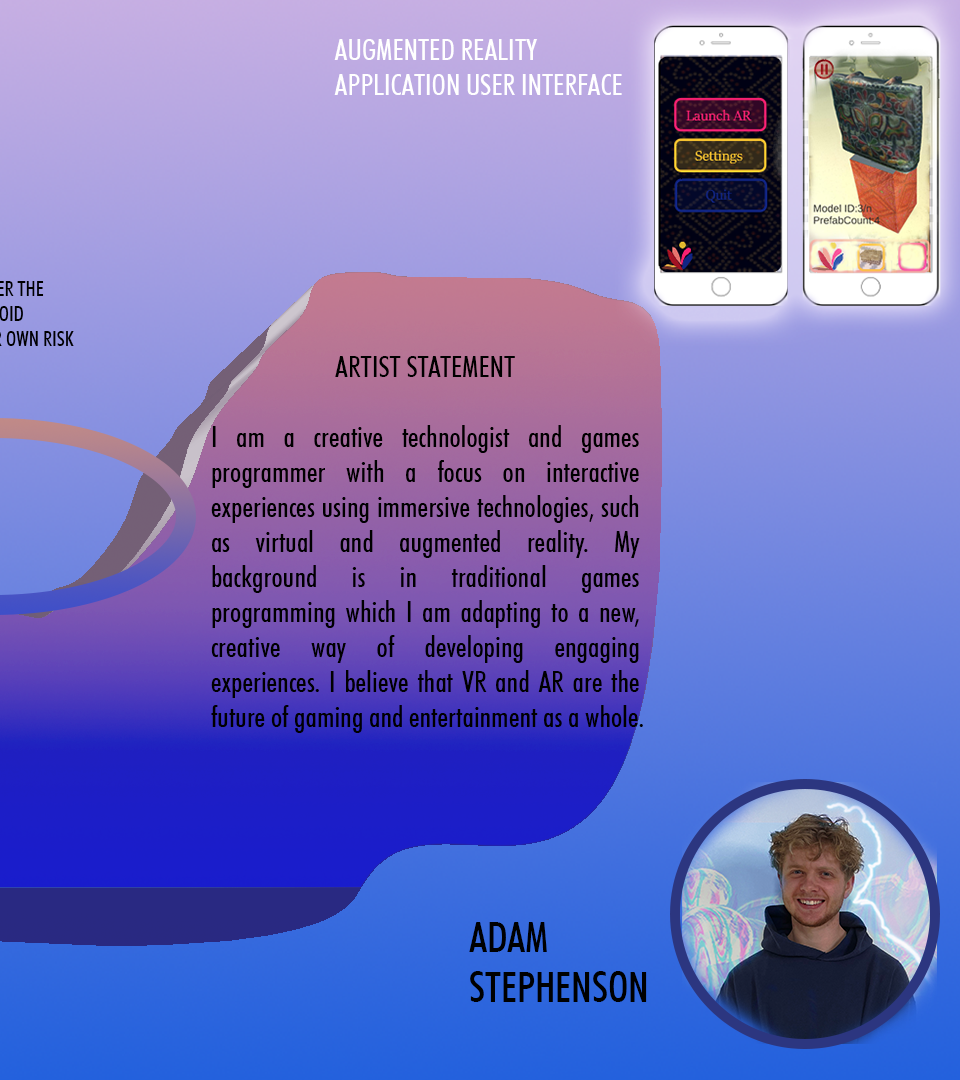 AUGMENTED REALITY
APPLICATION USER INTERFACE
Launch AR
Settings
Quit
Model ID:3/n
PrefabCount:4
ER THE
OID
R OWN RISK
ARTIST STATEMENT
I am a creative technologist and games
programmer with a focus on interactive
experiences using immersive technologies, such
as virtual and augmented reality. My
background is in traditional games
programming which I am adapting to a new,
creative way of developing engaging
experiences. I believe that VR and AR are the
future of gaming and entertainment as a whole.
ADAM
STEPHENSON